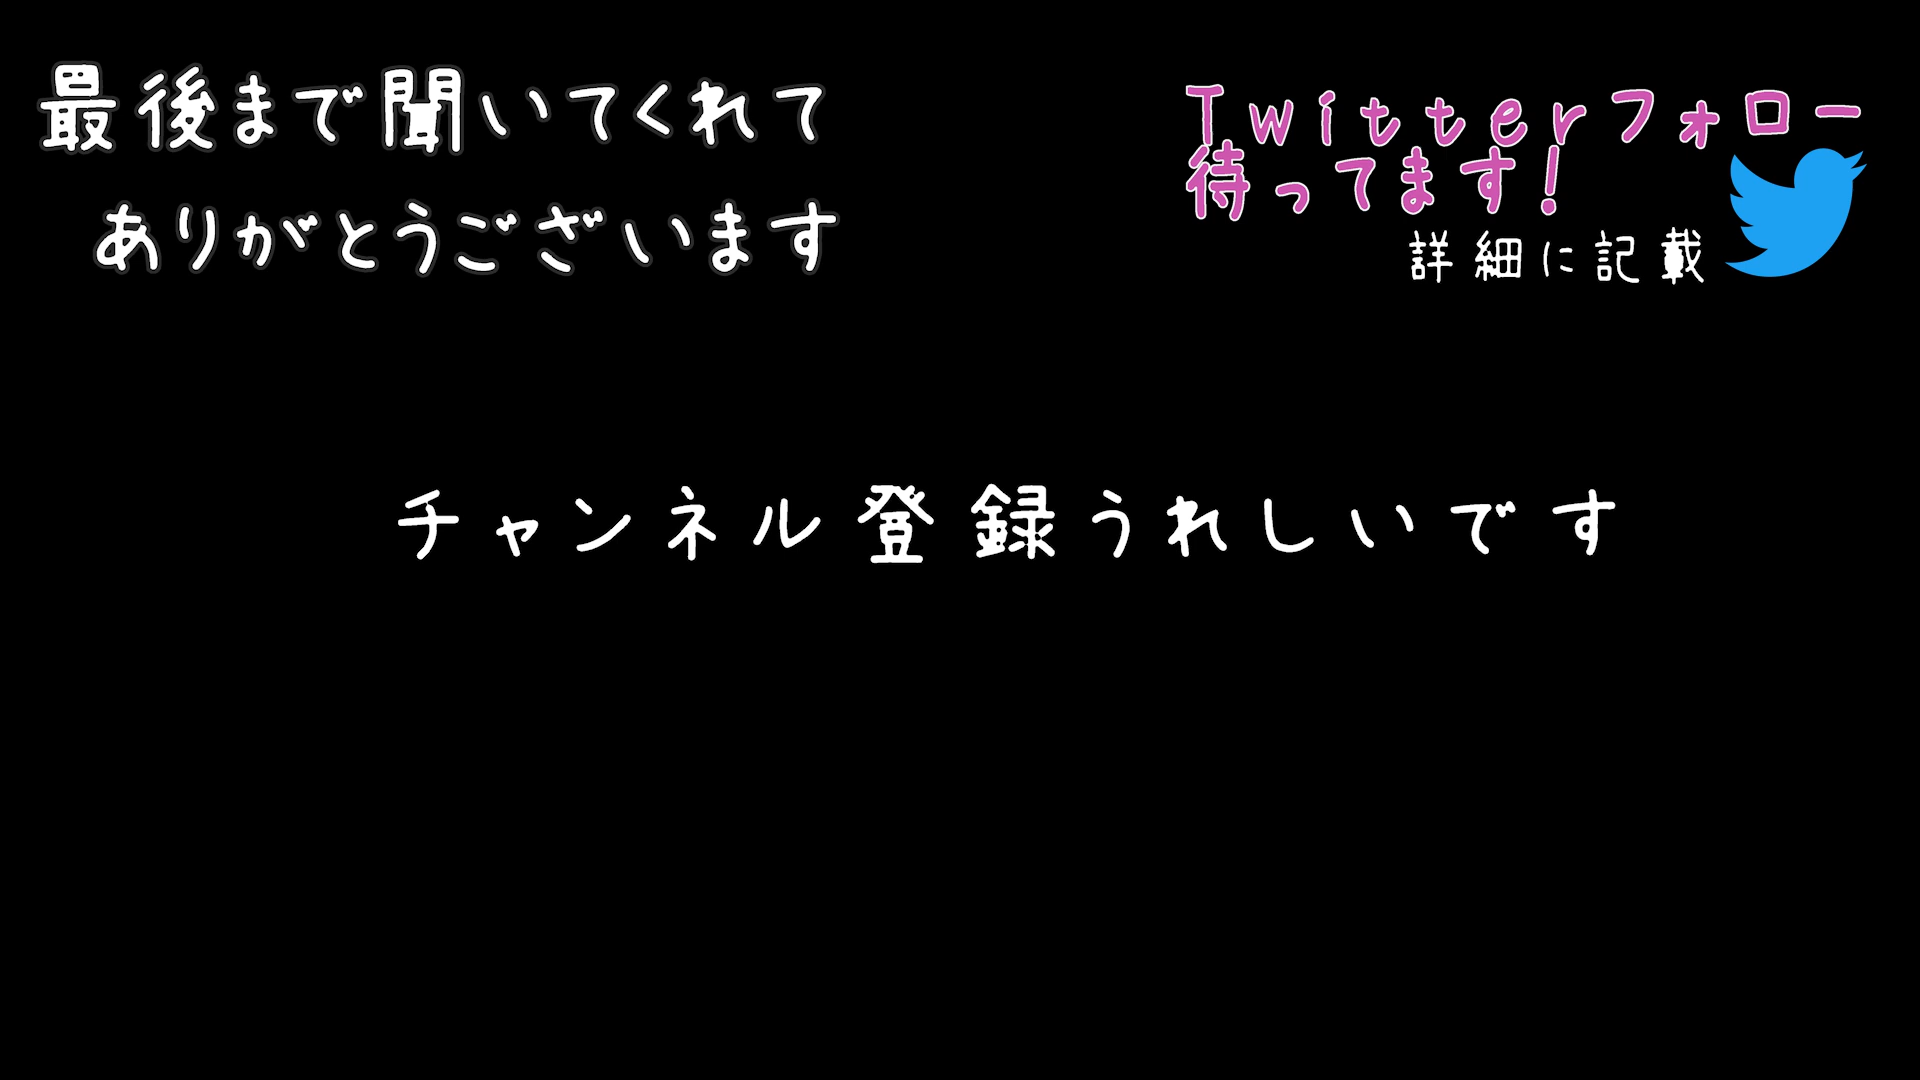 最後まで聞いてくれて
ありがとうございます
Twitterフォロー
待ってます!
詳細に記載
チャンネル登録うれしいです